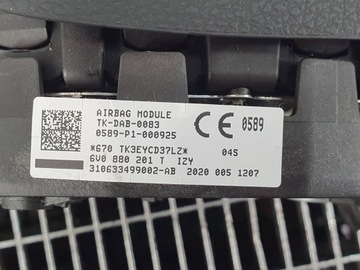 AIRBAG MODULE
TK-DAB-0083
0589-P1-000925
CE 0589
*G70 TK3EYCD37LZ* 04S
6V0 880 201 T IZY
310633499002-AB 2020 005 1207